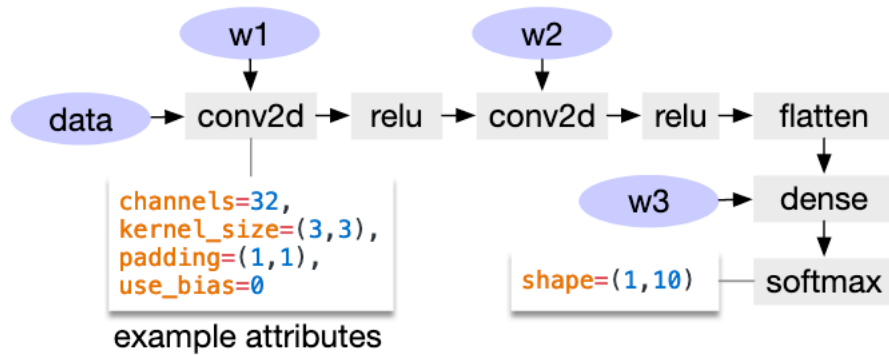 w1
w2
data
conv2d
relu
conv2d
relu
flatten
channels=32,
kernel_size=(3,3),
padding=(1,1),
use_bias=0
w3
dense
shape=(1,10)
softmax
example attributes